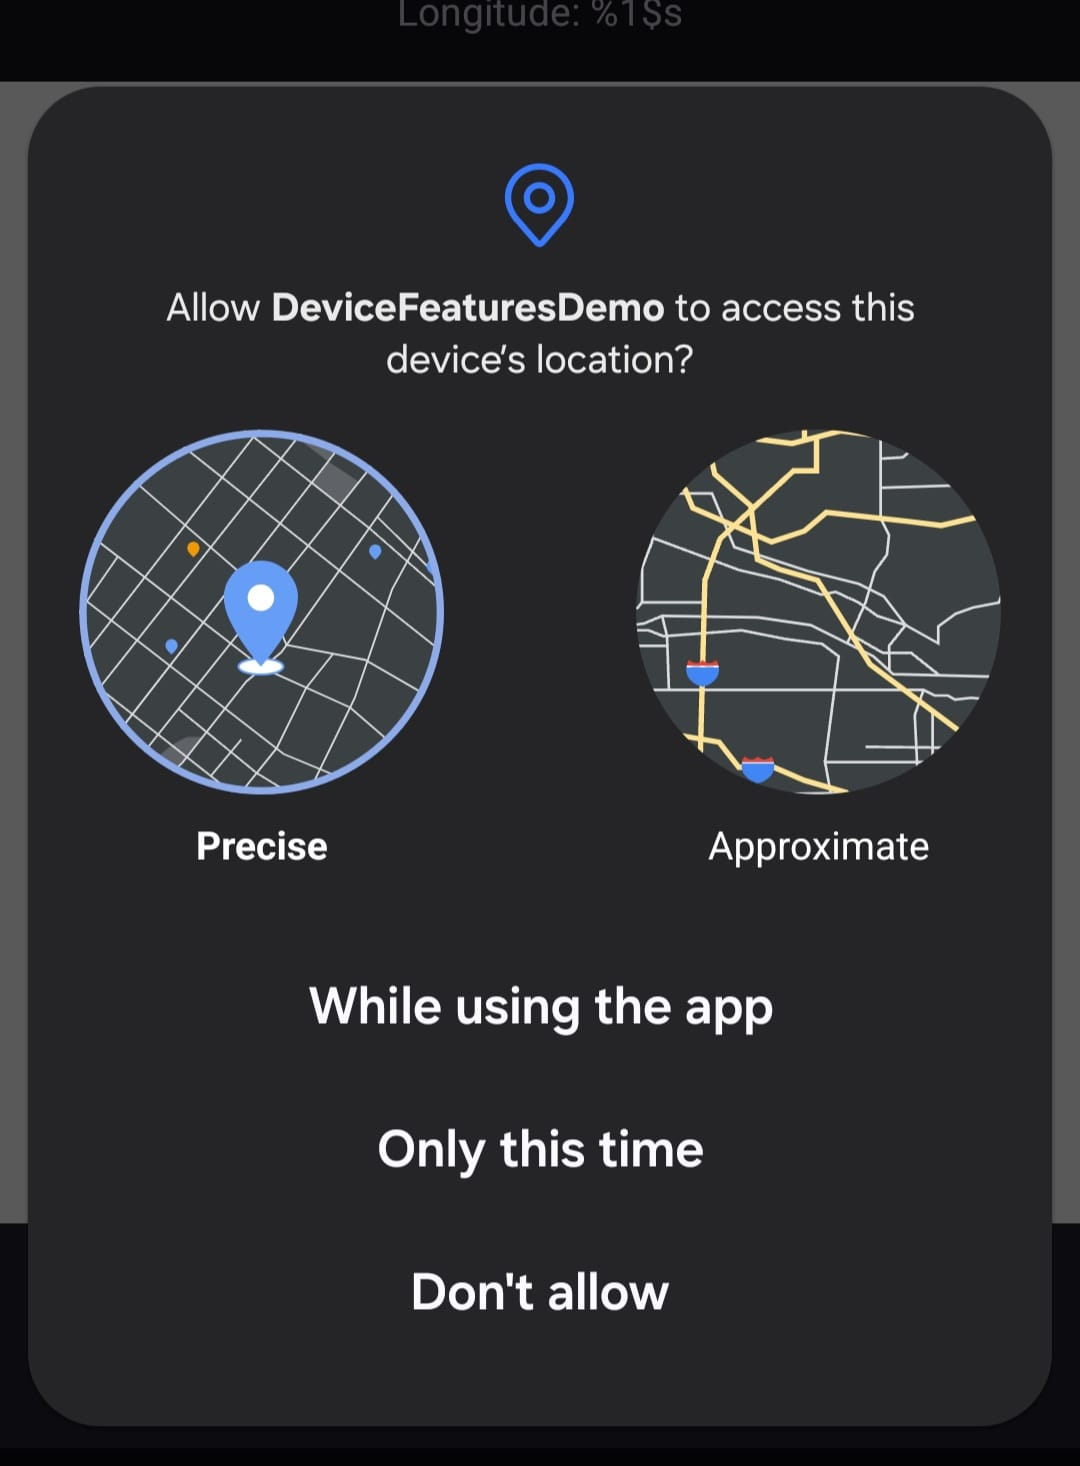 Longitude: %1$s
Allow DeviceFeaturesDemo to access this
device's location?
Precise
Approximate
While using the app
Only this time
Don't allow